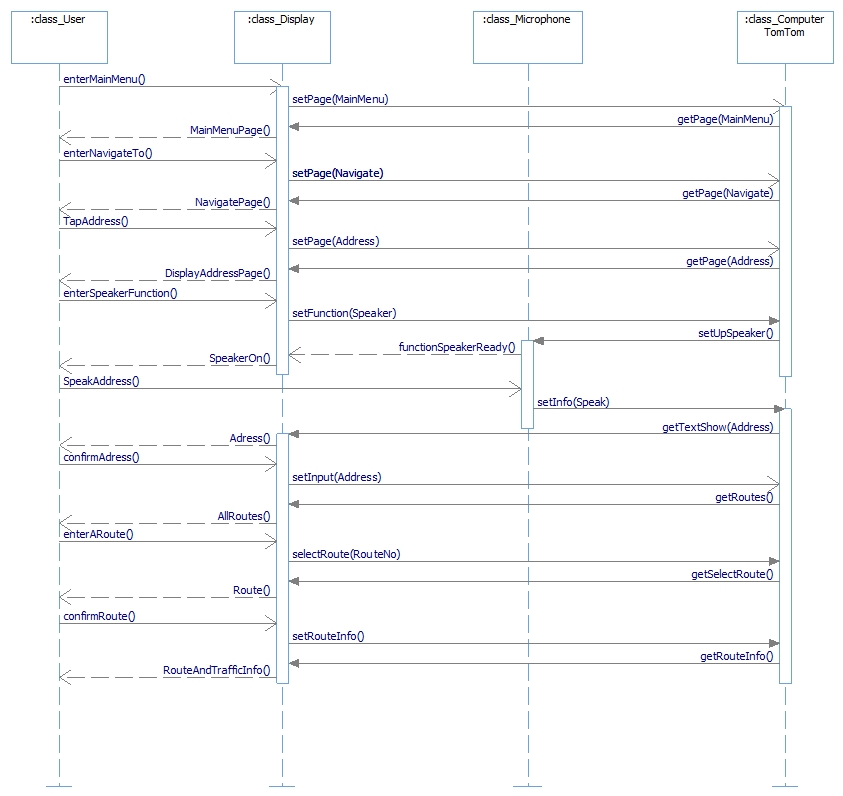 :class_User
:class_Display
:class_Microphone
:class_Computer
TomTom
enterMainMenu()
setPage(MainMenu)
getPage(MainMenu)
MainMenuPage()
enterNavigateTo()
setPage(Navigate)
getPage(Navigate)
NavigatePage()
TapAddress()
setPage(Address)
getPage(Address)
DisplayAddressPage()
enterSpeakerFunction()
setFunction(Speaker)
setUpSpeaker()
functionSpeakerReady()
SpeakerOn()
SpeakAddress()
setInfo(Speak)
getTextShow(Address)
Adress()
confirmAdress()
setInput(Address)
getRoutes()
AllRoutes()
enterARoute()
selectRoute(RouteNo)
getSelectRoute()
Route()
confirmRoute()
setRouteInfo()
getRouteInfo()
RouteAndTrafficInfo()